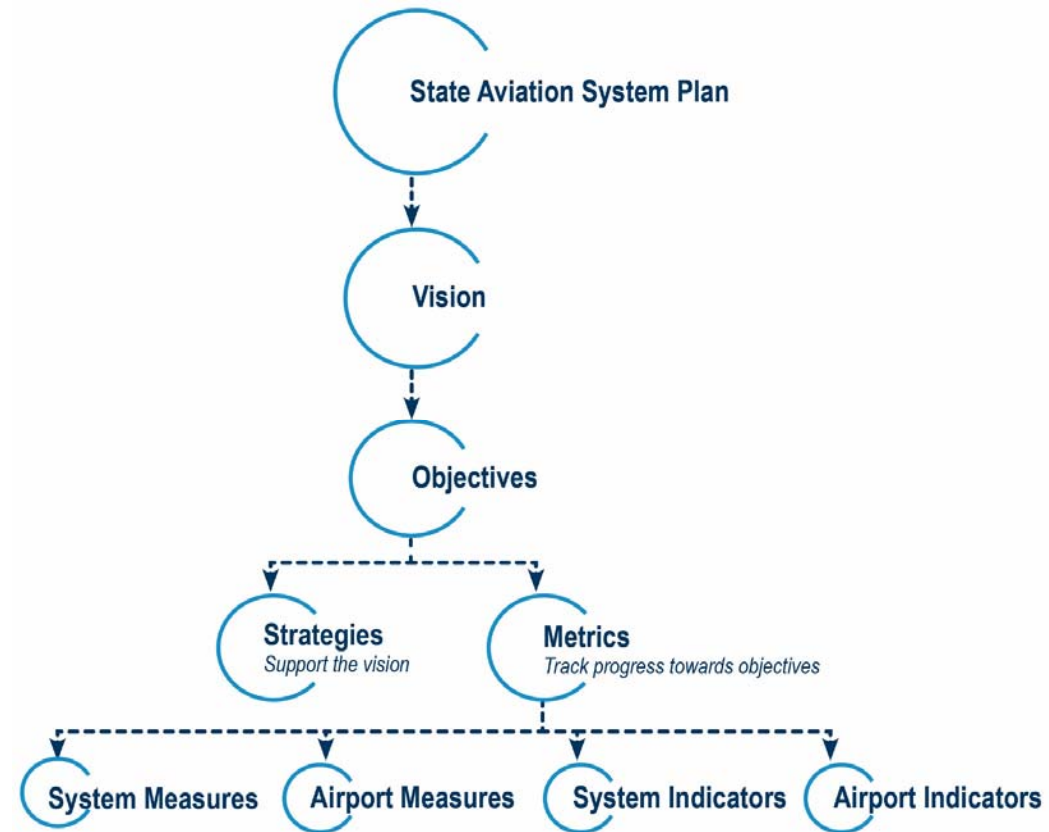 State Aviation System Plan
Vision
Objectives
Strategies
Support the vision
Metrics
Track progress towards objectives
System Measures
Airport Measures
System Indicators
Airport Indicators